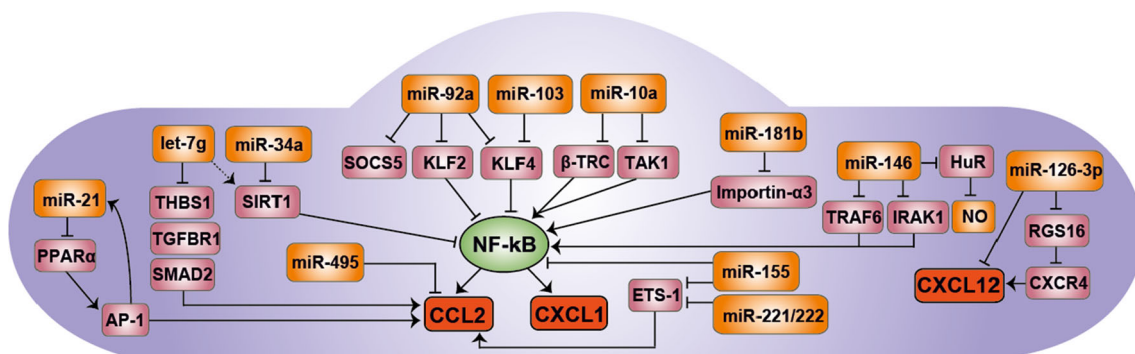 miR-92a
miR-103
miR-10a
let-7g
miR-34a
SOCS5
KLF2
KLF4
β-TRC
TAK1
miR-181b
miR-146
HuR
miR-126-3p
miR-21
THBS1
SIRT1
Importin-α3
TRAF6
IRAK1
NO
PPARα
TGFBR1
NF-kB
RGS16
SMAD2
miR-495
miR-155
CXCL12
CXCR4
AP-1
CCL2
CXCL1
ETS-1
miR-221/222